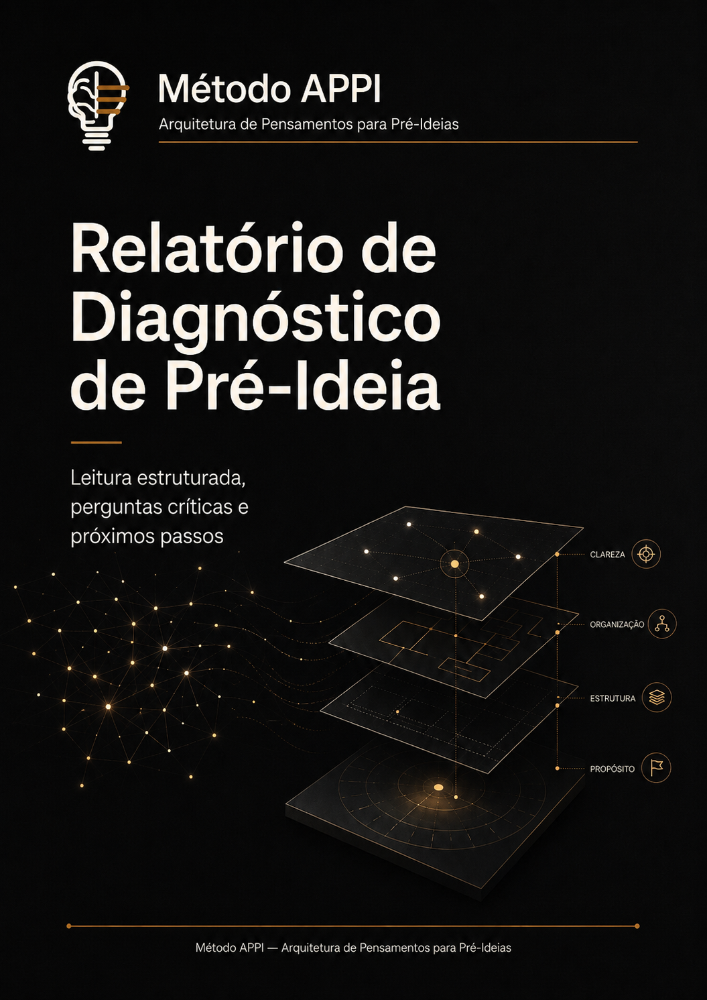 Método APPI
Arquitetura de Pensamentos para Pré-Ideias
Relatório de
Diagnóstico
de Pré-Ideia
Leitura estruturada,
perguntas críticas e
próximos passos
CLAREZA
ORGANIZAÇÃO
ESTRUTURA
PROPÓSITO
Método APPI — Arquitetura de Pensamentos para Pré-Ideias